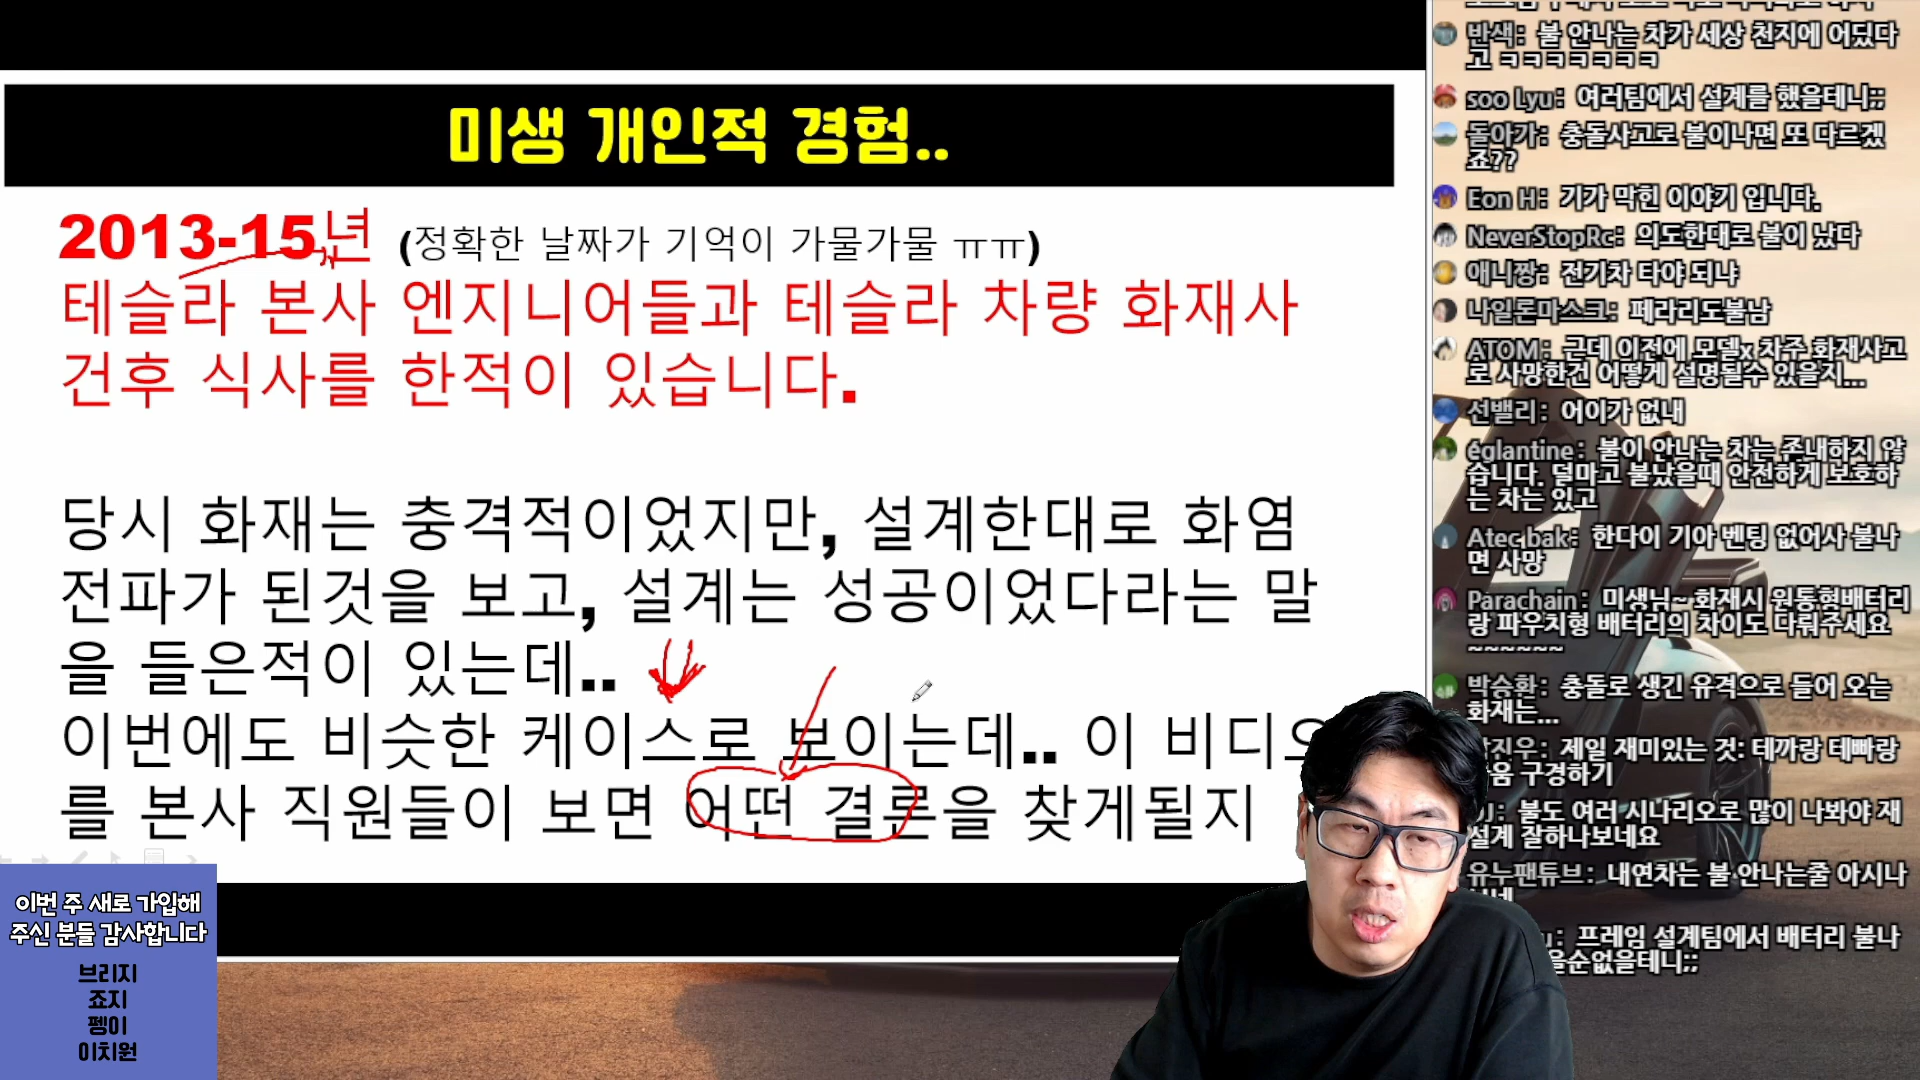 미생 개인적 경험..
2013-15년 (정확한 날짜가 기억이 가물가물 ㅠㅠ)
테슬라 본사 엔지니어들과 테슬라 차량 화재사
건후 식사를 한적이 있습니다.
당시 화재는 충격적이었지만, 설계한대로 화염
전파가 된것을 보고, 설계는 성공이었다라는 말
을 들은적이 있는데..
이번에도 비슷한 케이스로 보이는데.. 이 비디오
를 본사 직원들이 보면 어떤 결론을 찾게될지
이번 주 새로 가입해
주신 분들 감사합니다
브리지
죠지
펭이
이치원
반색: 불 안나는 차가 세상 천지에 어딨다
고 ㅋㅋㅋㅋㅋㅋㅋ
soo Lyu: 여러팀에서 설계를 했을테니;;
돌아가: 충돌사고로 불이나면 또 다르겠
죠??
Eon H: 기가 막힌 이야기 입니다.
NeverStopRc: 의도한대로 불이 났다
애니짱: 전기차 타야 되냐
나일론마스크: 페라리도불남
ATOM: 근데 이전에 모델x 차주 화재사고
로 사망한건 어떻게 설명될수 있을지...
선밸리: 어이가 없내
églantine: 불이 안나는 차는 존내하지 않
습니다. 덜마고 불났을때 안전하게 보호하
는 차는 있고
Atec bak: 한다이 기아 벤팅 없어사 불나
면 사망
Parachain: 미생님~ 화재시 원통형배터리
랑 파우치형 배터리의 차이도 다뤄주세요
~~~~~~
박승환: 충돌로 생긴 유격으로 들어 오는
화재는...
진우: 제일 재미있는 것: 테까랑 테빠랑
움 구경하기
불도 여러 시나리오로 많이 나봐야 재
설계 잘하나보네요
유누팬튜브: 내연차는 불 안나는줄 아시나
프레임 설계팀에서 배터리 불나
을순없을테니;;